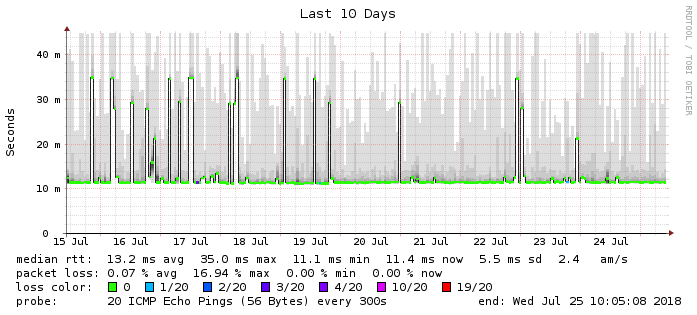 Last 10 Days
RRDTOOL / TOBI OETIKER
Seconds
40 m
30 m
20 m
10 m
0
15 Jul 16 Jul 17 Jul 18 Jul 19 Jul 20 Jul 21 Jul 22 Jul 23 Jul 24 Jul
median rtt: 13.2 ms avg 35.0 ms max 11.1 ms min 11.4 ms now 5.5 ms sd 2.4 am/s
packet loss: 0.07 % avg 16.94 % max 0.00 % min 0.00 % now
loss color: 0 1/20 2/20 3/20 4/20 10/20 19/20
probe: 20 ICMP Echo Pings (56 Bytes) every 300s end: Wed Jul 25 10:05:08 2018